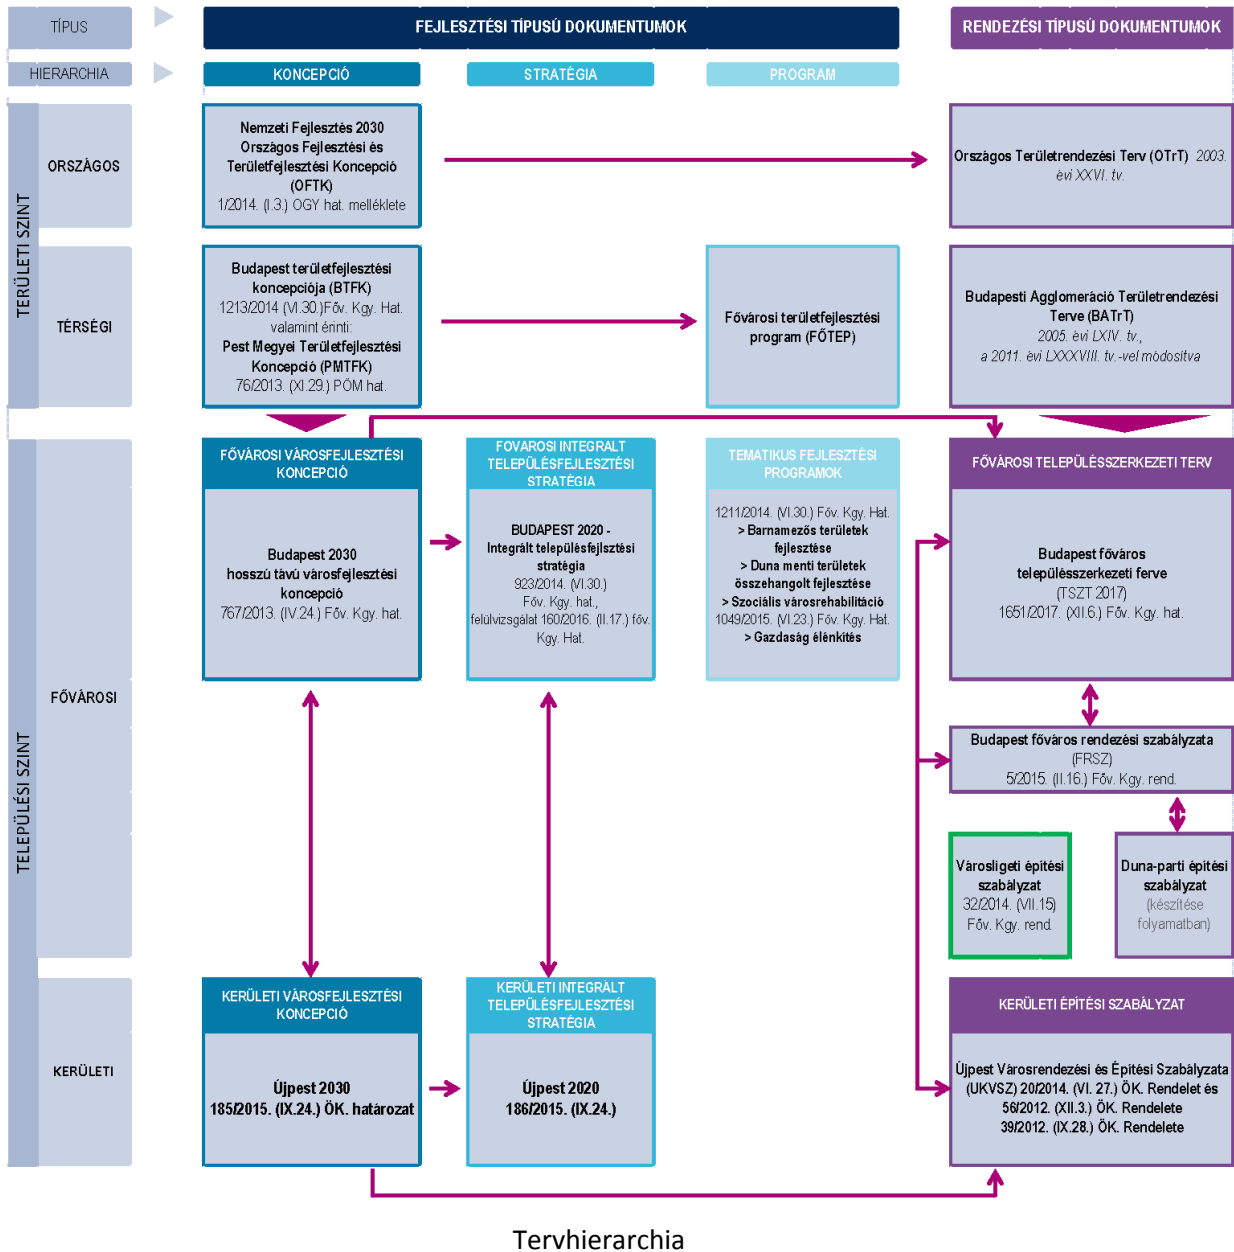 TÍPUS
FEJLESZTÉSI TÍPUSÚ DOKUMENTUMOK
RENDEZÉSI TÍPUSÚ DOKUMENTUMOK
HIERARCHIA
KONCEPCIÓ
STRATÉGIA
PROGRAM
TERÜLETI SZINT
ORSZÁGOS
Nemzeti Fejlesztés 2030
Országos Fejlesztési és
Területfejlesztési Koncepció
(OFTK)
1/2014. (I.3.) OGY hat. melléklete
Országos Területrendezési Terv (OTrT) 2003.
évi XXVI. tv.
TÉRSÉGI
Budapest területfejlesztési
koncepciója (BTFK)
1213/2014 (VI.30.)Főv. Kgy. Hat.
valamint érinti:
Pest Megyei Területfejlesztési
Koncepció (PMTFK)
76/2013. (XI.29.) PÖM hat.
Fővárosi területfejlesztési
program (FŐTEP)
Budapesti Agglomeráció Területrendezési
Terve (BATrT)
2005. évi LXIV. tv.,
a 2011. évi LXXXVIII. tv.-vel módosítva
TELEPÜLÉSI SZINT
FŐVÁROSI
FŐVÁROSI VÁROSFEJLESZTÉSI
KONCEPCIÓ
Budapest 2030
hosszú távú városfejlesztési
koncepció
767/2013. (IV.24.) Főv. Kgy. hat.
FOVAROSI INTEGRÁLT
TELEPÜLÉSFEJLESZTÉSI
STRATÉGIA
BUDAPEST 2020 -
Integrált településfejlsztési
stratégia
923/2014. (VI.30.)
Főv. Kgy. hat.,
felülvizsgálat 160/2016. (II.17.) főv.
Kgy. Hat.
TEMATIKUS FEJLESZTÉSI
PROGRAMOK
1211/2014. (VI.30.) Főv. Kgy. Hat.
> Barnamezős területek
fejlesztése
> Duna menti területek
összehangolt fejlesztése
> Szociális városrehabilitáció
1049/2015. (VI.23.) Főv. Kgy. Hat.
> Gazdaság élénkítés
FŐVÁROSI TELEPÜLÉSSZERKEZETI TERV
Budapest főváros
településszerkezeti ferve
(TSZT 2017)
1651/2017. (XII.6.) Főv. Kgy. hat.
Budapest főváros rendezési szabályzata
(FRSZ)
5/2015. (II.16.) Főv. Kgy. rend.
Városligeti építési
szabályzat
32/2014. (VII.15)
Főv. Kgy. rend.
Duna-parti építési
szabályzat
(készítése
folyamatban)
KERÜLETI
KERÜLETI VÁROSFEJLESZTÉSI
KONCEPCIÓ
Újpest 2030
185/2015. (IX.24.) ÖK. határozat
KERÜLETI INTEGRÁLT
TELEPÜLÉSFEJLESZTÉSI
STRATÉGIA
Újpest 2020
186/2015. (IX.24.)
KERÜLETI ÉPÍTÉSI SZABÁLYZAT
Újpest Városrendezési és Építési Szabályzata
(UKVSZ) 20/2014. (VI. 27.) ÖK. Rendelet és
56/2012. (XII.3.) ÖK. Rendelete
39/2012. (IX.28.) ÖK. Rendelete
Tervhierarchia